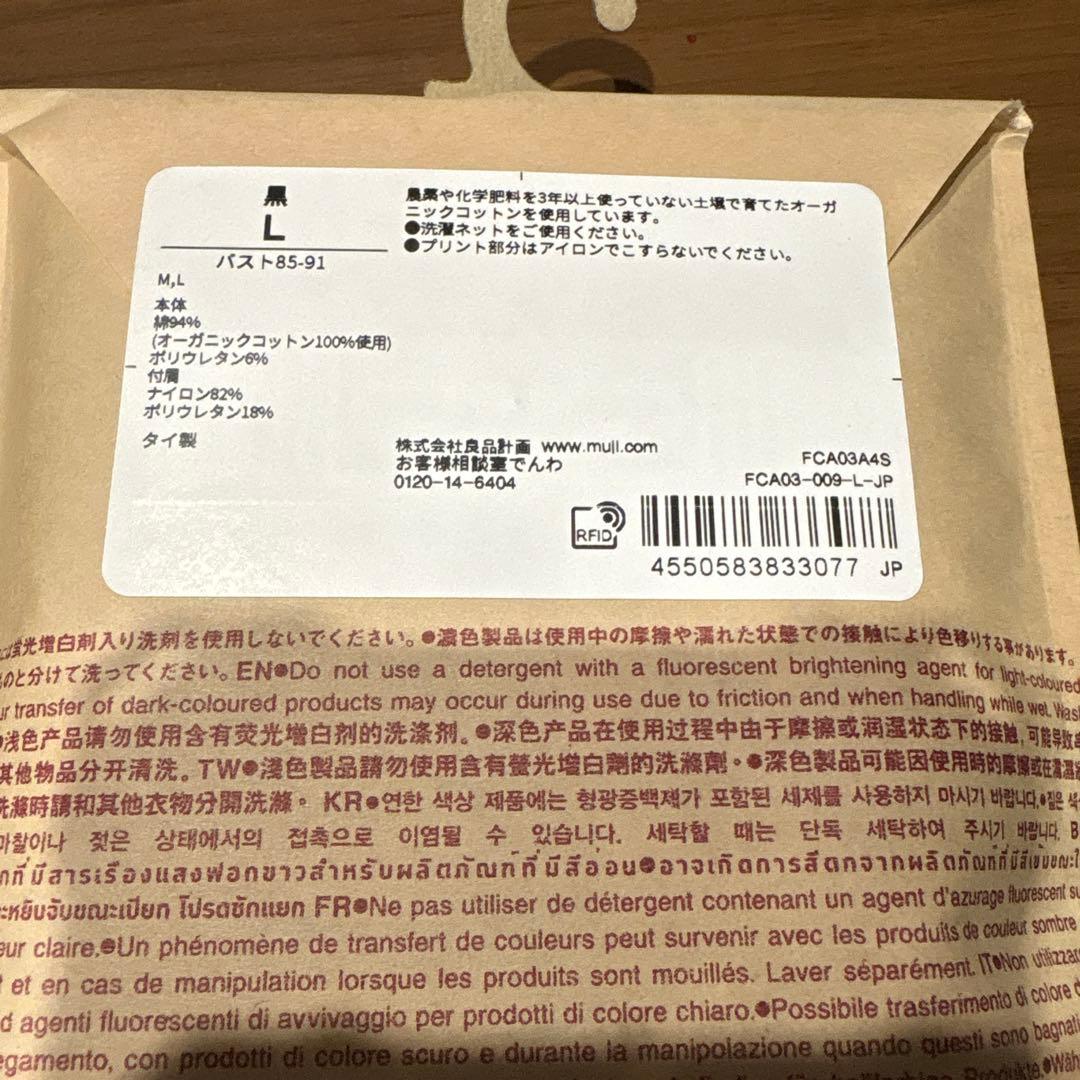 黒
L
バスト85-91
M,L
本体
綿94%
(オーガニックコットン100%使用)
ポリウレタン6%
付属
ナイロン82%
ポリウレタン18%
タイ製
農薬や化学肥料を3年以上使っていない土壌で育てたオーガ
ニックコットンを使用しています。
●洗濯ネットをご使用ください。
●プリント部分はアイロンでこすらないでください。
株式会社良品計画 www.muji.com
お客様相談室でんわ
0120-14-6404
FCA03A4S
FCA03-009-L-JP
RFID
4550583833077 JP
蛍光増白剤入り洗剤を使用しないでください。●濃色製品は使用中の摩擦や濡れた状態での接触により色移りする事があります。
のと分けて洗ってください。EN●Do not use a detergent with a fluorescent brightening agent for light-coloured
transfer of dark-coloured products may occur during use due to friction and when handling while wet. Wash
●浅色产品请勿使用含有荧光增白剂的洗涤剂。●深色产品在使用过程中由于摩擦或润湿状态下的接触,可能导致
其他物品分开清洗。TW●淺色製品請勿使用含有螢光增白劑的洗滌劑。●深色製品可能因使用時的摩擦或在濡濕
洗滌時請和其他衣物分開洗滌。KR●연한 색상 제품에는 형광증백제가 포함된 세제를 사용하지 마시기 바랍니다.●짙은 색
마찰이나 젖은 상태에서의 접촉으로 이염될 수 있습니다. 세탁할 때는 단독 세탁하여 주시기 바랍니다.
ที่มีสารเรืองแสงฟอกขาวสำหรับผลิตภัณฑ์ที่มีสีอ่อน●อาจเกิดการสีตกจากผลิตภัณฑ์ที่มีสีเข้มขณะ
หยิบจับขณะเปียก โปรดซักแยก FR●Ne pas utiliser de détergent contenant un agent d'azurage fluorescent
eur claire.●Un phénomène de transfert de couleurs peut survenir avec les produits de couleur sombre
et en cas de manipulation lorsque les produits sont mouillés. Laver séparément. IT●Non utilizzare
agenti fluorescenti di avvivaggio per prodotti di colore chiaro.●Possibile trasferimento di colore
egamento, con prodotti di colore scuro e durante la manipolazione quando questi sono bagnati
Produkte.●Wäh